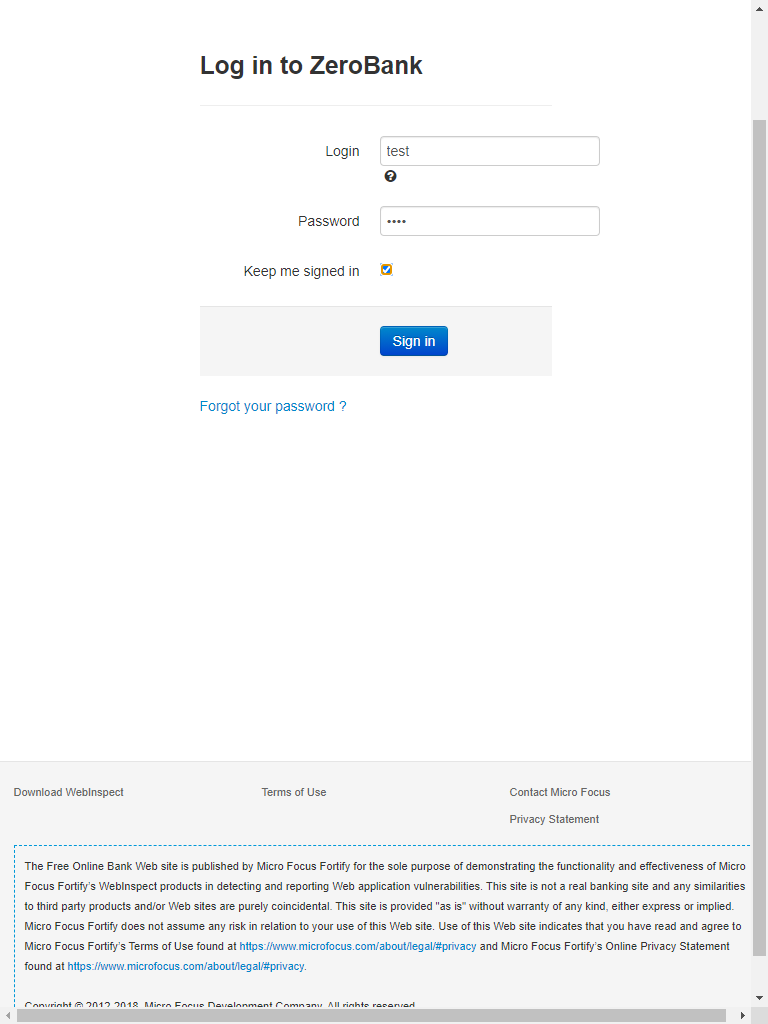 Log in to ZeroBank
Login
test
Password
••••
Keep me signed in
Sign in
Forgot your password ?
Download WebInspect
Terms of Use
Contact Micro Focus
Privacy Statement
The Free Online Bank Web site is published by Micro Focus Fortify for the sole purpose of demonstrating the functionality and effectiveness of Micro
Focus Fortify's WebInspect products in detecting and reporting Web application vulnerabilities. This site is not a real banking site and any similarities
to third party products and/or Web sites are purely coincidental. This site is provided "as is" without warranty of any kind, either express or implied.
Micro Focus Fortify does not assume any risk in relation to your use of this Web site. Use of this Web site indicates that you have read and agree to
Micro Focus Fortify's Terms of Use found at https://www.microfocus.com/about/legal/#privacy and Micro Focus Fortify's Online Privacy Statement
found at https://www.microfocus.com/about/legal/#privacy.
Copyright © 2012-2018, Micro Focus Development Company. All rights reserved.